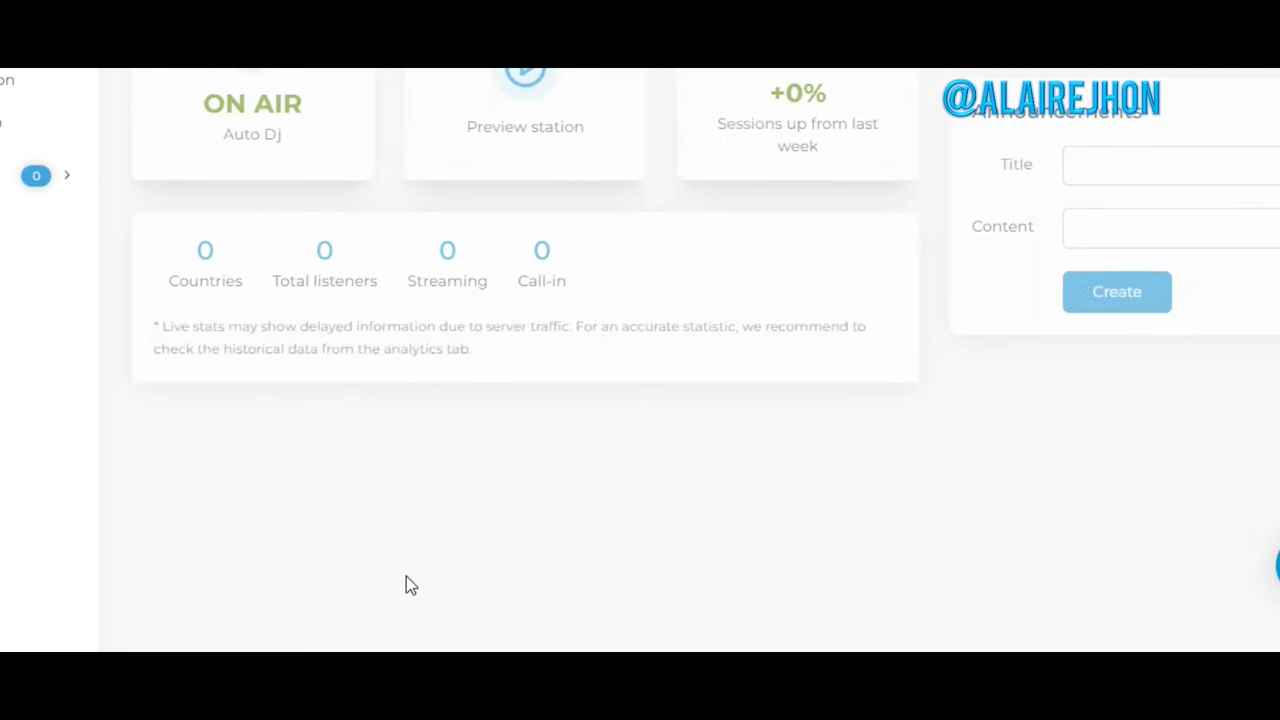 on
0
ON AIR
Auto Dj
Preview station
+0%
Sessions up from last
week
@ALAIREJHON
Announcements
Title
Content
Create
0
Countries
0
Total listeners
0
Streaming
0
Call-in
* Live stats may show delayed information due to server traffic. For an accurate statistic, we recommend to
check the historical data from the analytics tab.